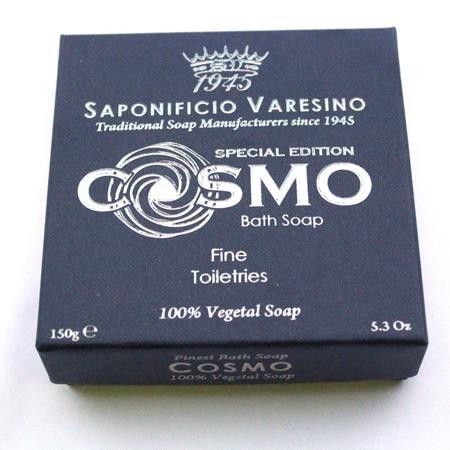 1945
SAPONIFICIO VARESINO
Traditional Soap Manufacturers since 1945
SPECIAL EDITION
COSMO
Bath Soap
Fine
Toiletries
100% Vegetal Soap
150g ℮
5.3 Oz
Finest Bath Soap
COSMO
100% Vegetal Soap